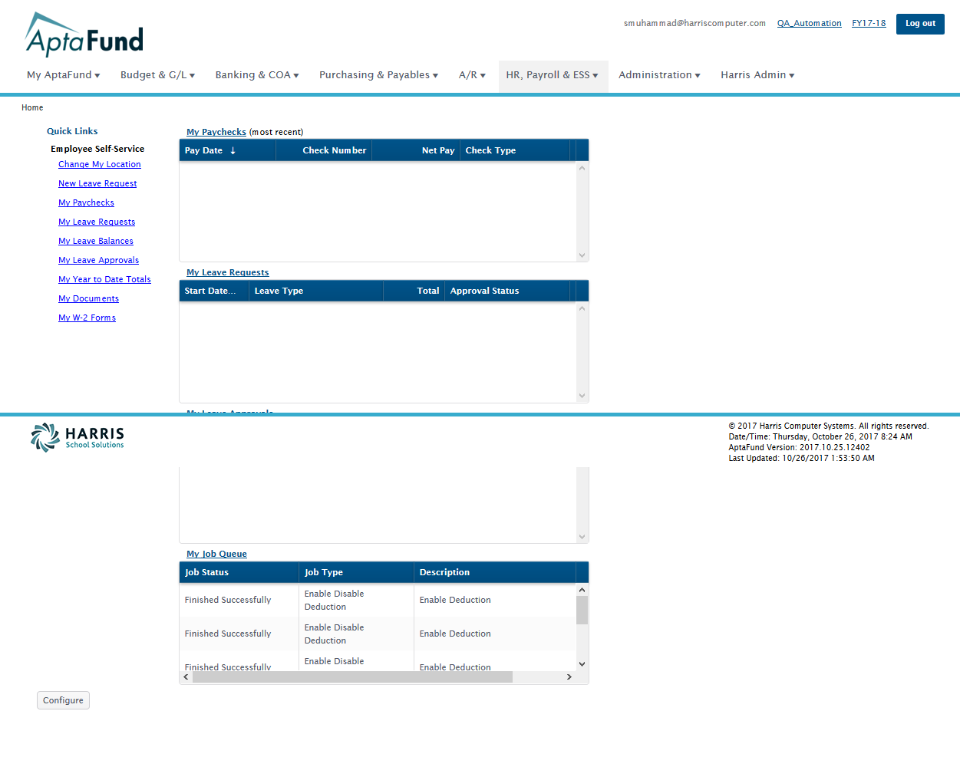 AptaFund
smuhammad@harriscomputer.com QA_Automation FY17-18 Log out
My AptaFund Budget & G/L Banking & COA Purchasing & Payables A/R HR, Payroll & ESS Administration Harris Admin
Home
Quick Links
Employee Self-Service
Change My Location
New Leave Request
My Paychecks
My Leave Requests
My Leave Balances
My Leave Approvals
My Year to Date Totals
My Documents
My W-2 Forms
My Paychecks (most recent)
Pay Date ↓ Check Number Net Pay Check Type
My Leave Requests
Start Date... Leave Type Total Approval Status
My Leave Approvals
HARRIS
School Solutions
© 2017 Harris Computer Systems. All rights reserved.
Date/Time: Thursday, October 26, 2017 8:24 AM
AptaFund Version: 2017.10.25.12402
Last Updated: 10/26/2017 1:53:50 AM
My Job Queue
Job Status Job Type Description
Finished Successfully Enable Disable Deduction Enable Deduction
Finished Successfully Enable Disable Deduction Enable Deduction
Finished Successfully Enable Disable Enable Deduction
Configure